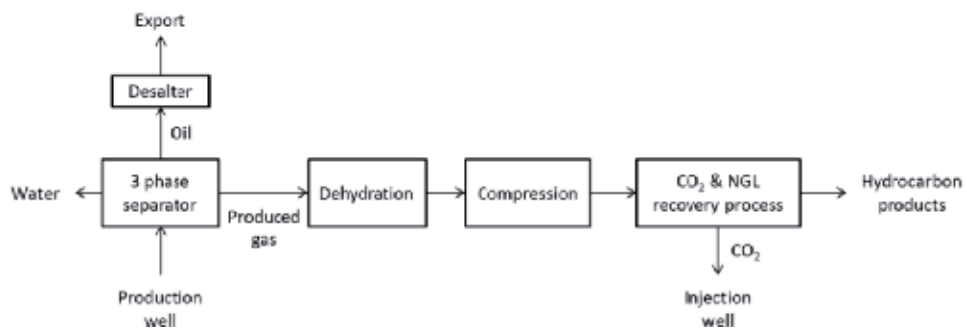 Export
Desalter
Oil
Water
3 phase
separator
Produced
gas
Dehydration
Compression
CO₂ & NGL
recovery process
Hydrocarbon
products
CO₂
Production
well
Injection
well